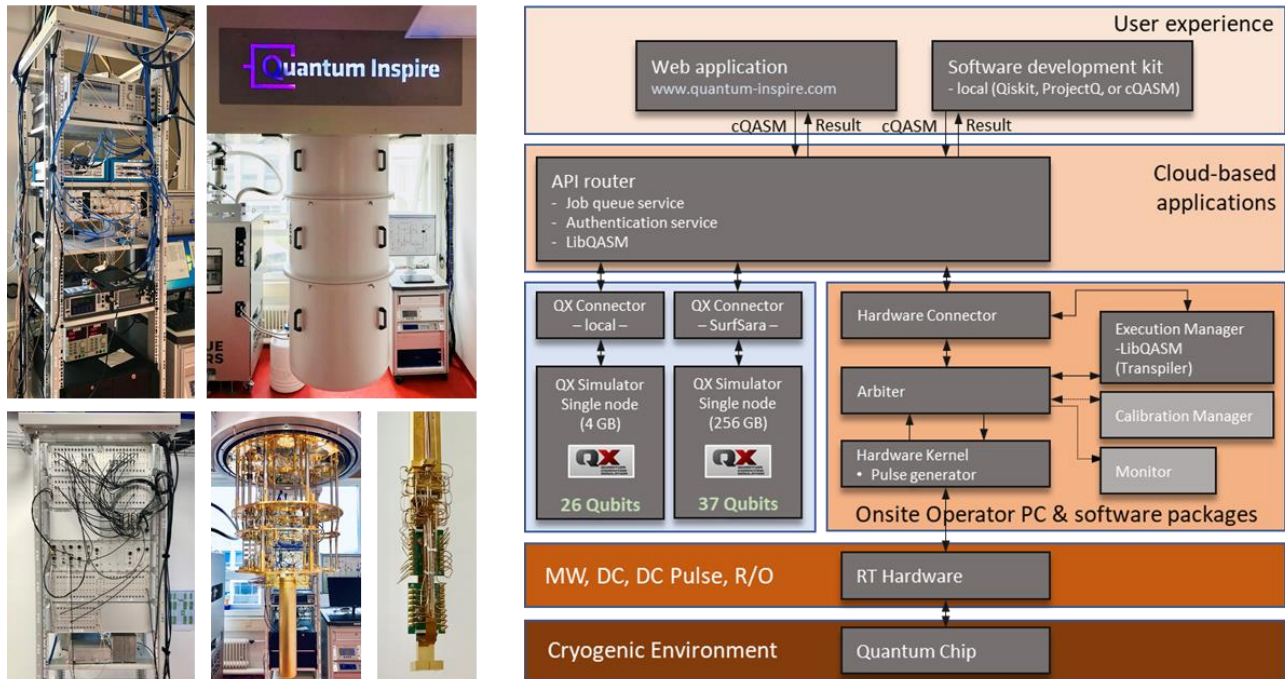 Quantum Inspire
User experience
Web application
www.quantum-inspire.com
Software development kit
- local (Qiskit, ProjectQ, or cQASM)
cQASM
Result
cQASM
Result
Cloud-based
applications
API router
- Job queue service
- Authentication service
- LibQASM
QX Connector
– local –
QX Connector
– SurfSara –
QX Simulator
Single node
(4 GB)
QX
26 Qubits
QX Simulator
Single node
(256 GB)
QX
37 Qubits
Hardware Connector
Execution Manager
-LibQASM
(Transpiler)
Arbiter
Calibration Manager
Hardware Kernel
• Pulse generator
Monitor
Onsite Operator PC & software packages
MW, DC, DC Pulse, R/O
RT Hardware
Cryogenic Environment
Quantum Chip